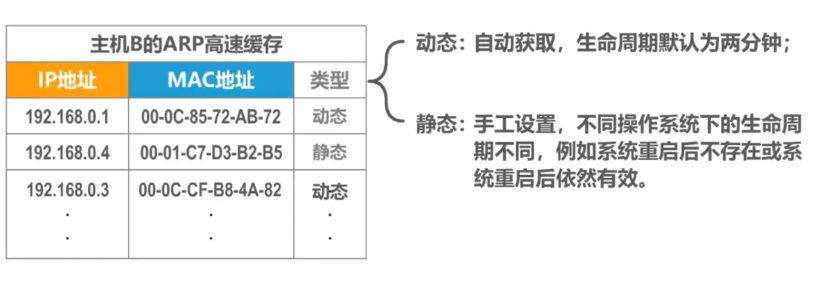 主机B的ARP高速缓存
IP地址 MAC地址 类型
192.168.0.1 00-0C-85-72-AB-72 动态
192.168.0.4 00-01-C7-D3-B2-B5 静态
192.168.0.3 00-0C-CF-B8-4A-82 动态
动态：自动获取，生命周期默认为两分钟；
静态：手工设置，不同操作系统下的生命周
期不同，例如系统重启后不存在或系
统重启后依然有效。